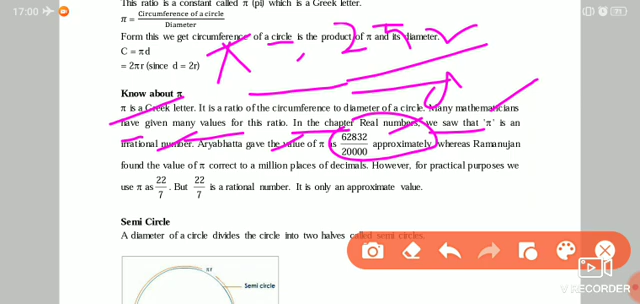 17:00
39
This ratio is a constant called π (pi) which is a Greek letter.
π = Circumference of a circle / Diameter
Form this we get circumference of a circle is the product of π and its diameter.
C = πd
= 2πr (since d = 2r)
Know about π
π is a Greek letter. It is a ratio of the circumference to diameter of a circle. Many mathematicians
have given many values for this ratio. In the chapter Real numbers, we saw that 'π' is an
irrational number. Aryabhatta gave the value of π as 62832/20000 approximately, whereas Ramanujan
found the value of π correct to a million places of decimals. However, for practical purposes we
use π as 22/7. But 22/7 is a rational number. It is only an approximate value.
Semi Circle
A diameter of a circle divides the circle into two halves called semi circles.
πr
Semi circle
V RECORDER